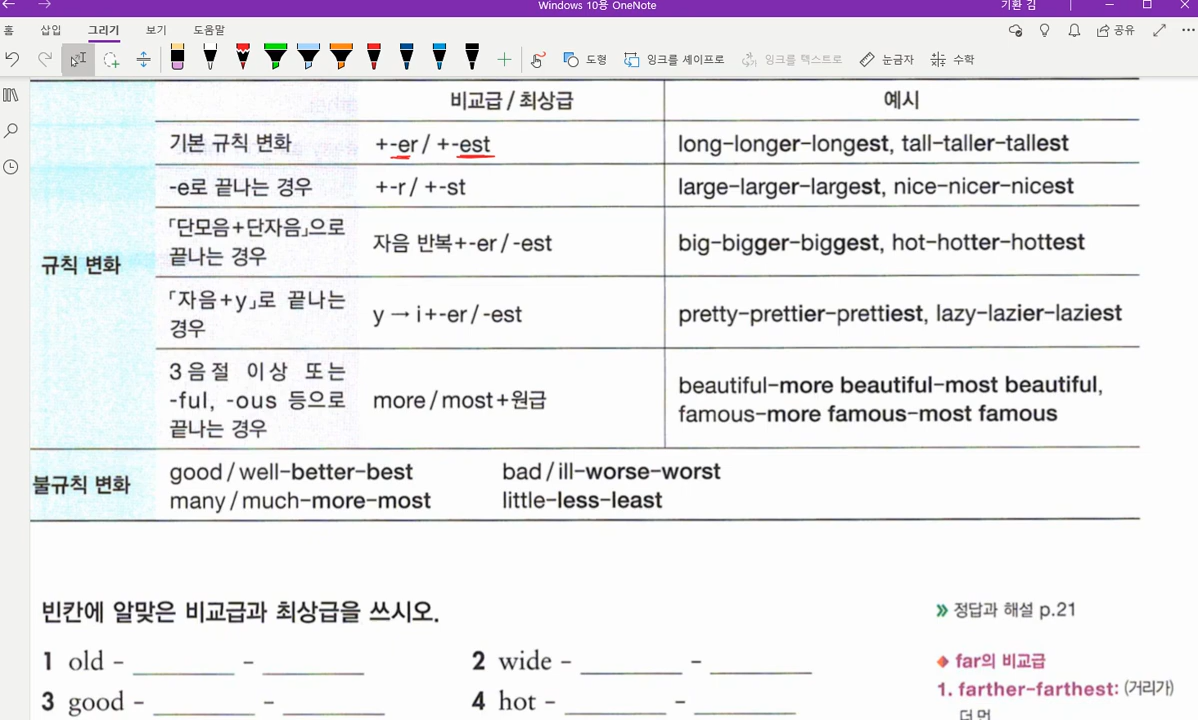 Windows 10용 OneNote
기환 김
홈 삽입 그리기 보기 도움말
공유
도형 잉크를 셰이프로 잉크를 텍스트로 눈금자 수학
비교급 / 최상급 예시
기본 규칙 변화 +-er / +-est long-longer-longest, tall-taller-tallest
-e로 끝나는 경우 +-r / +-st large-larger-largest, nice-nicer-nicest
「단모음+단자음」으로
끝나는 경우
자음 반복+-er / -est big-bigger-biggest, hot-hotter-hottest
규칙 변화
「자음+y」로 끝나는
경우
y → i+-er / -est pretty-prettier-prettiest, lazy-lazier-laziest
3음절 이상 또는
-ful, -ous 등으로
끝나는 경우
more / most+원급
beautiful-more beautiful-most beautiful,
famous-more famous-most famous
불규칙 변화
good / well-better-best bad / ill-worse-worst
many / much-more-most little-less-least
빈칸에 알맞은 비교급과 최상급을 쓰시오.
» 정답과 해설 p.21
1 old - ________ - ________ 2 wide - ________ - ________
3 good - ________ - ________ 4 hot - ________ - ________
◆ far의 비교급
1. farther-farthest: (거리가)
더 먼